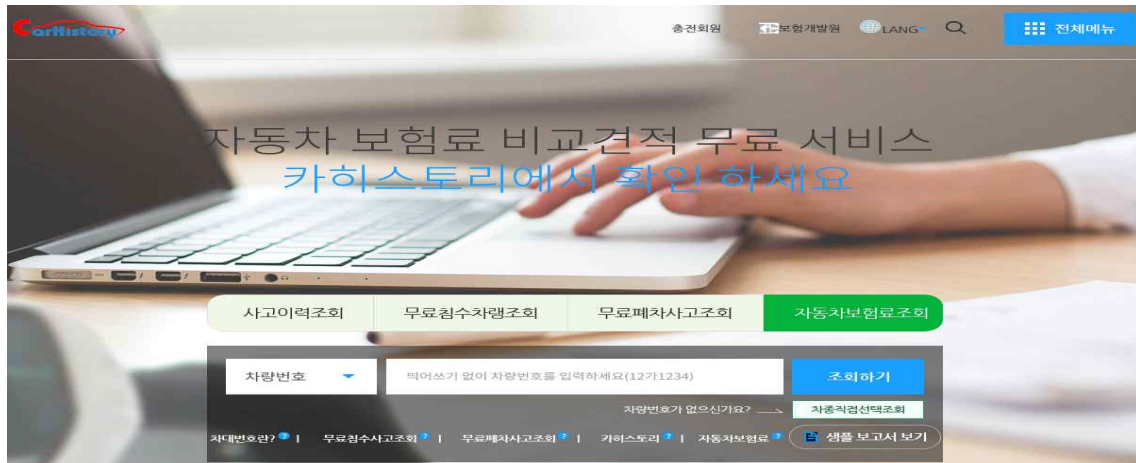 CarHistory
충전회원 보험개발원 LANG 전체메뉴
자동차 보험료 비교견적 무료 서비스
카히스토리에서 확인 하세요
사고이력조회 무료침수차량조회 무료폐차사고조회 자동차보험료조회
차량번호 띄어쓰기 없이 차량번호를 입력하세요(12가1234) 조회하기
차량번호가 없으신가요? 차종직접선택조회
차대번호란? ? | 무료침수사고조회 ? | 무료폐차사고조회 ? | 카히스토리 ? | 자동차보험료 ? 샘플 보고서 보기